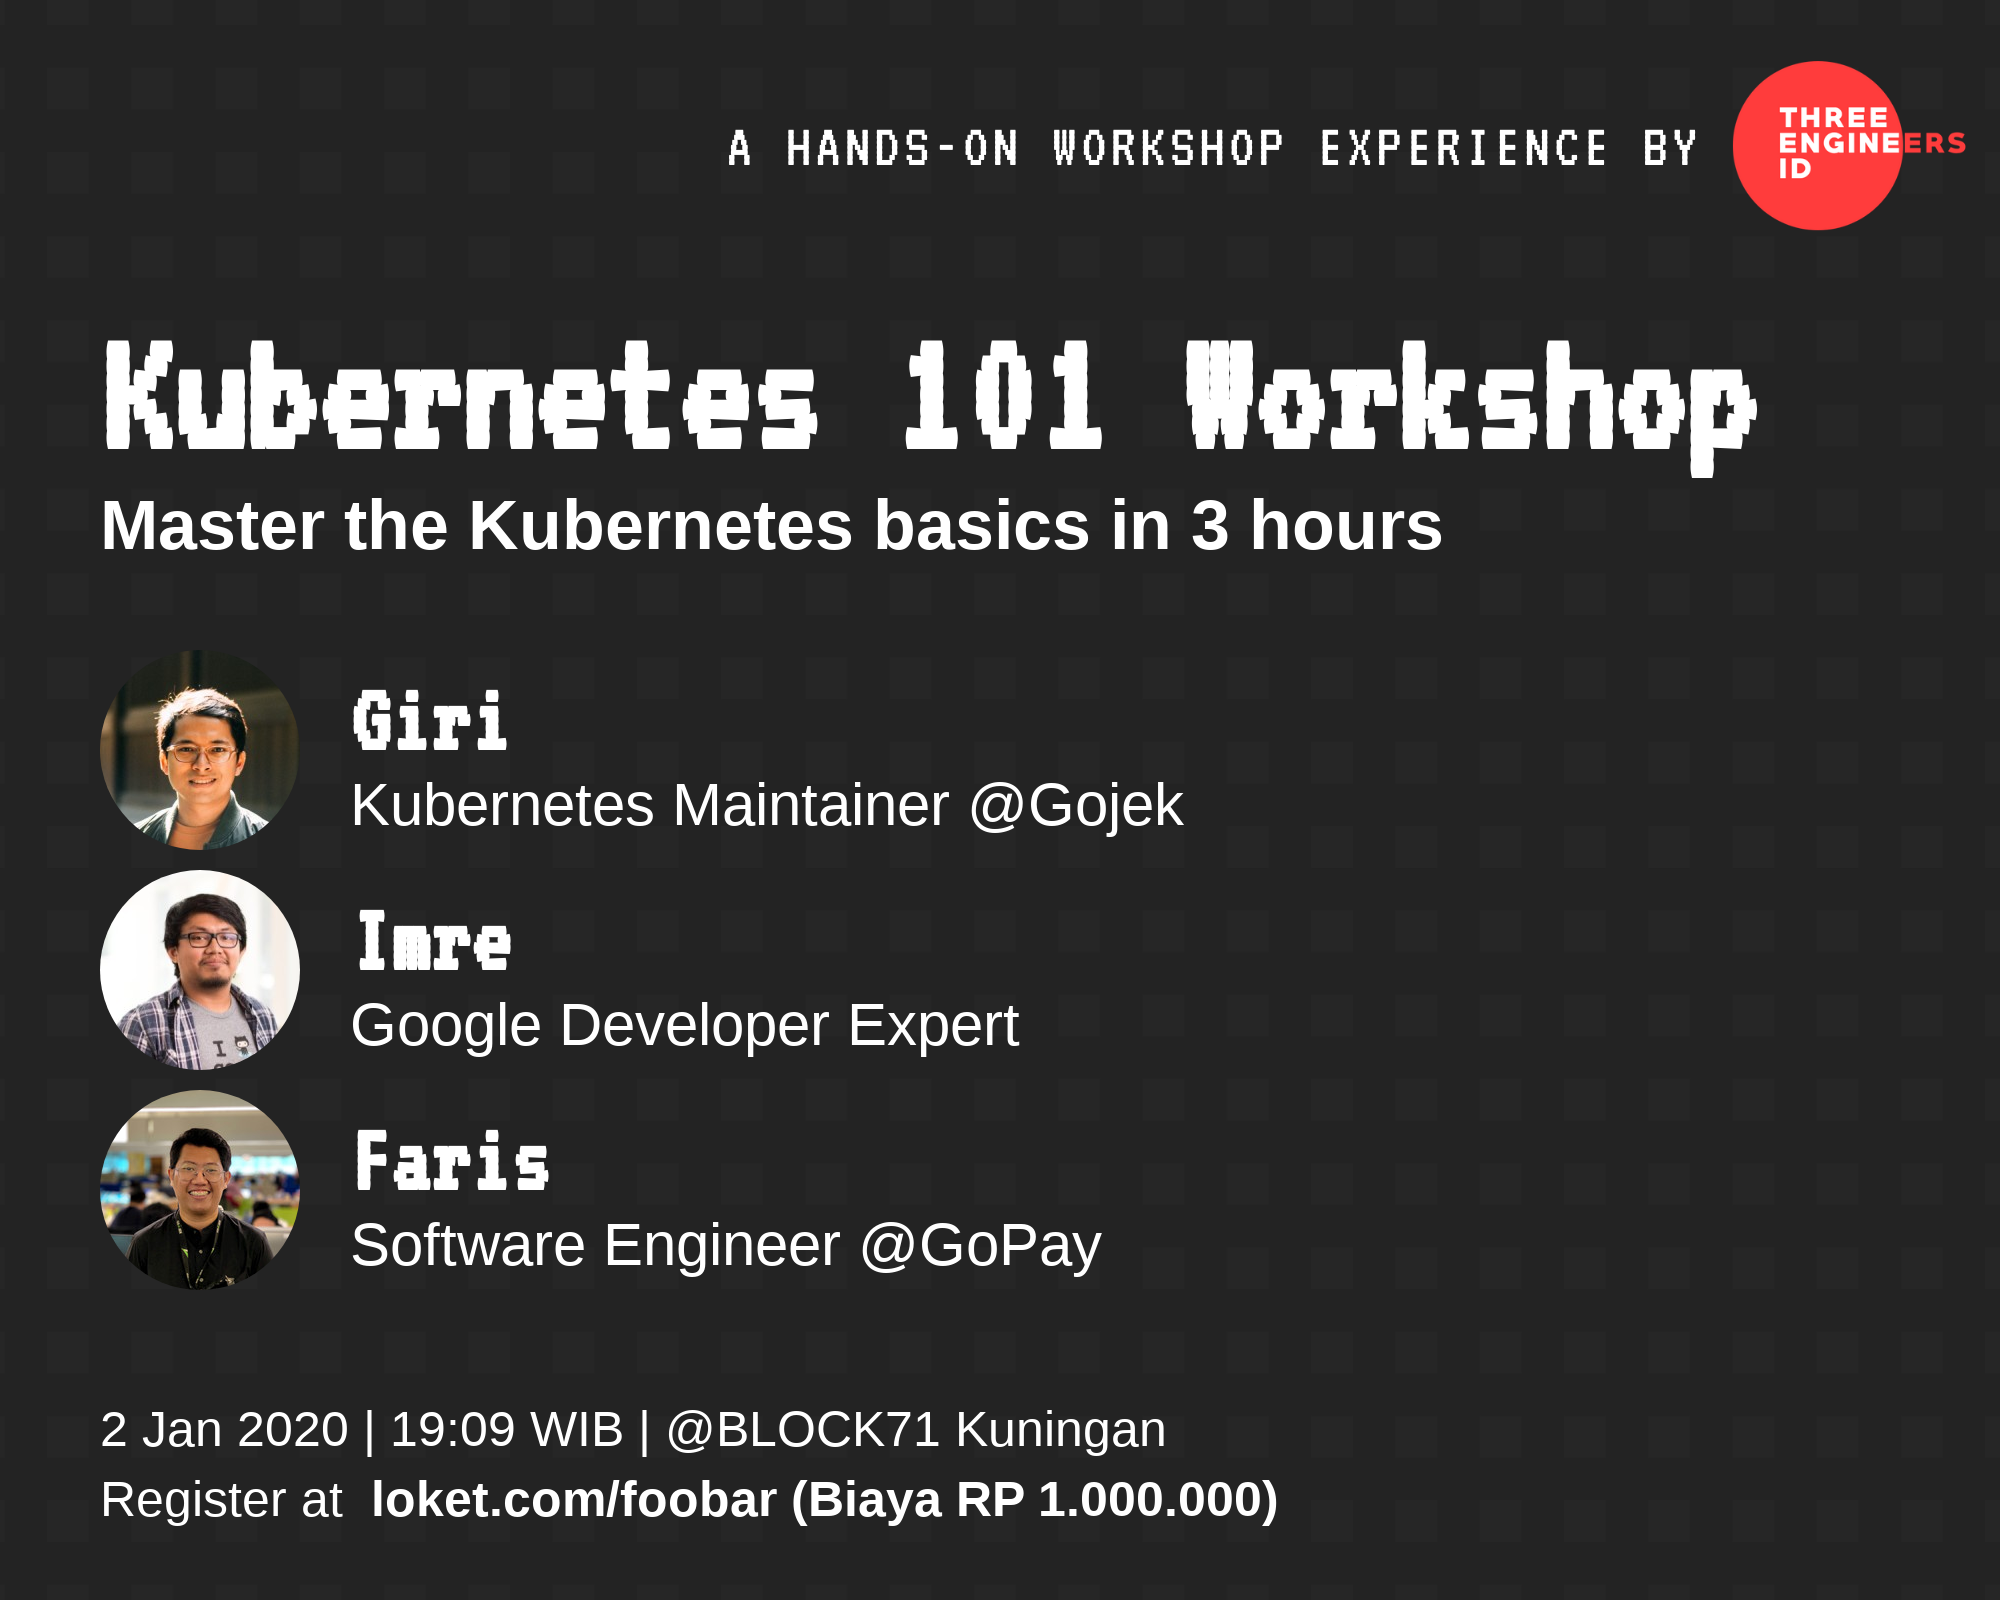 A HANDS-ON WORKSHOP EXPERIENCE BY
THREE
ENGINEERS
ID
Kubernetes 101 Workshop
Master the Kubernetes basics in 3 hours
Giri
Kubernetes Maintainer @Gojek
Imre
Google Developer Expert
I
Faris
Software Engineer @GoPay
2 Jan 2020 | 19:09 WIB | @BLOCK71 Kuningan
Register at loket.com/foobar (Biaya RP 1.000.000)